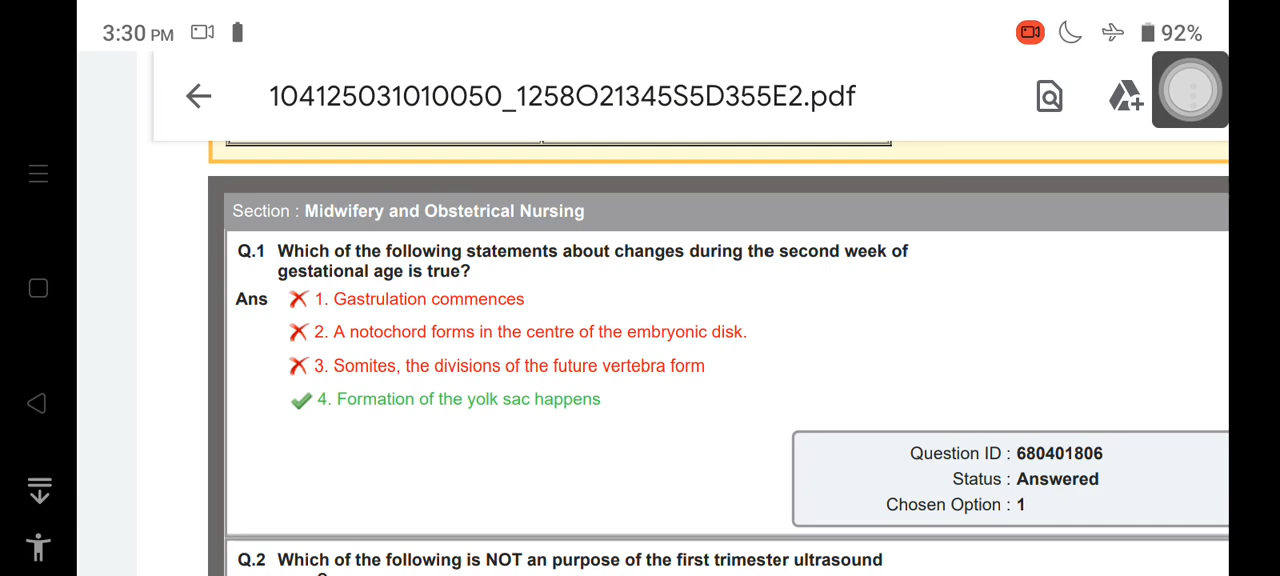 3:30 PM
92%
104125031010050_1258O21345S5D355E2.pdf
Section : Midwifery and Obstetrical Nursing
Q.1 Which of the following statements about changes during the second week of
gestational age is true?
Ans 1. Gastrulation commences
2. A notochord forms in the centre of the embryonic disk.
3. Somites, the divisions of the future vertebra form
4. Formation of the yolk sac happens
Question ID : 680401806
Status : Answered
Chosen Option : 1
Q.2 Which of the following is NOT an purpose of the first trimester ultrasound